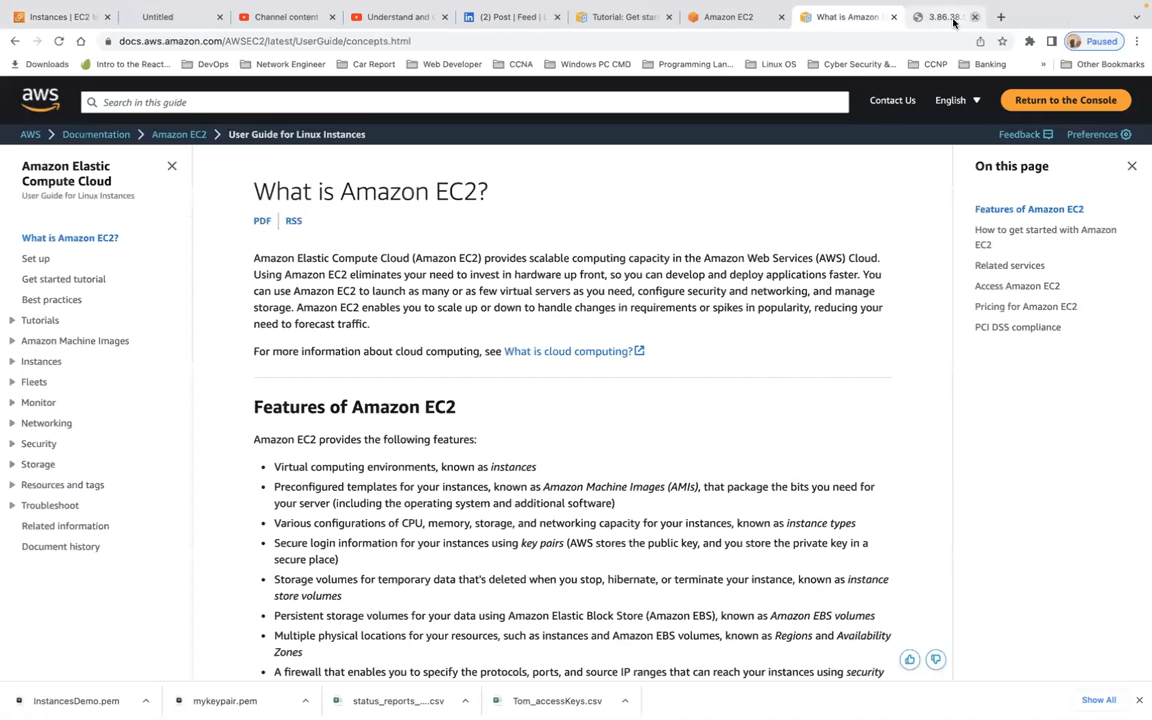 Instances | EC2 M
Untitled
Channel content
Understand and
(2) Post | Feed | L
Tutorial: Get star
Amazon EC2
What is Amazon
3.86.38.
docs.aws.amazon.com/AWSEC2/latest/UserGuide/concepts.html
Paused
Downloads
Intro to the React...
DevOps
Network Engineer
Car Report
Web Developer
CCNA
Windows PC CMD
Programming Lan...
Linux OS
Cyber Security &...
CCNP
Banking
»
Other Bookmarks
aws
Search in this guide
Contact Us
English
Return to the Console
AWS > Documentation > Amazon EC2 > User Guide for Linux Instances
Feedback
Preferences
Amazon Elastic
Compute Cloud
User Guide for Linux Instances
What is Amazon EC2?
Set up
Get started tutorial
Best practices
Tutorials
Amazon Machine Images
Instances
Fleets
Monitor
Networking
Security
Storage
Resources and tags
Troubleshoot
Related information
Document history
What is Amazon EC2?
PDF | RSS
Amazon Elastic Compute Cloud (Amazon EC2) provides scalable computing capacity in the Amazon Web Services (AWS) Cloud.
Using Amazon EC2 eliminates your need to invest in hardware up front, so you can develop and deploy applications faster. You
can use Amazon EC2 to launch as many or as few virtual servers as you need, configure security and networking, and manage
storage. Amazon EC2 enables you to scale up or down to handle changes in requirements or spikes in popularity, reducing your
need to forecast traffic.
For more information about cloud computing, see What is cloud computing?
Features of Amazon EC2
Amazon EC2 provides the following features:
• Virtual computing environments, known as instances
• Preconfigured templates for your instances, known as Amazon Machine Images (AMIs), that package the bits you need for
your server (including the operating system and additional software)
• Various configurations of CPU, memory, storage, and networking capacity for your instances, known as instance types
• Secure login information for your instances using key pairs (AWS stores the public key, and you store the private key in a
secure place)
• Storage volumes for temporary data that's deleted when you stop, hibernate, or terminate your instance, known as instance
store volumes
• Persistent storage volumes for your data using Amazon Elastic Block Store (Amazon EBS), known as Amazon EBS volumes
• Multiple physical locations for your resources, such as instances and Amazon EBS volumes, known as Regions and Availability
Zones
• A firewall that enables you to specify the protocols, ports, and source IP ranges that can reach your instances using security
On this page
Features of Amazon EC2
How to get started with Amazon
EC2
Related services
Access Amazon EC2
Pricing for Amazon EC2
PCI DSS compliance
InstancesDemo.pem
mykeypair.pem
status_reports_....csv
Tom_accessKeys.csv
Show All